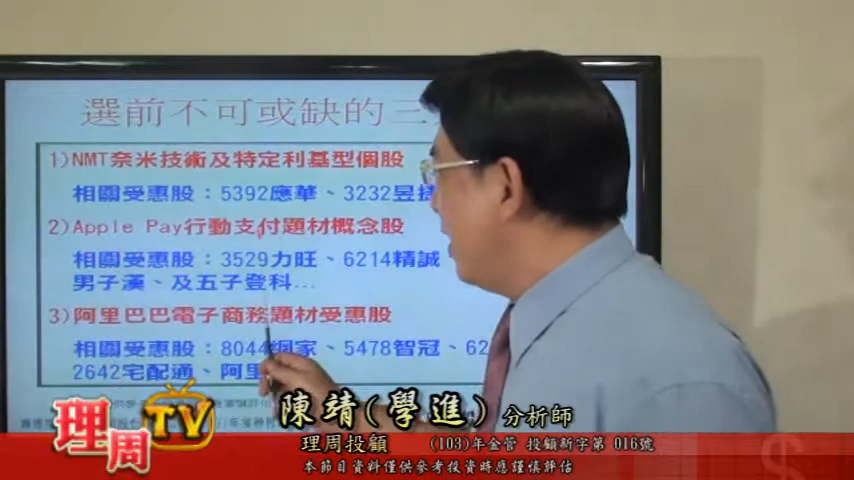 選前不可或缺的三
1)NMT奈米技術及特定利基型個股
相關受惠股：5392應華、3232昱捷
2)Apple Pay行動支付題材概念股
相關受惠股：3529力旺、6214精誠
男子漢、及五子登科...
3)阿里巴巴電子商務題材受惠股
相關受惠股：8044網家、5478智冠、62
2642宅配通、阿里
理周TV
陳靖(學進) 分析師
理周投顧 (103)年金管 投顧新字第 016號
本節目資料僅供參考投資時應謹慎評估